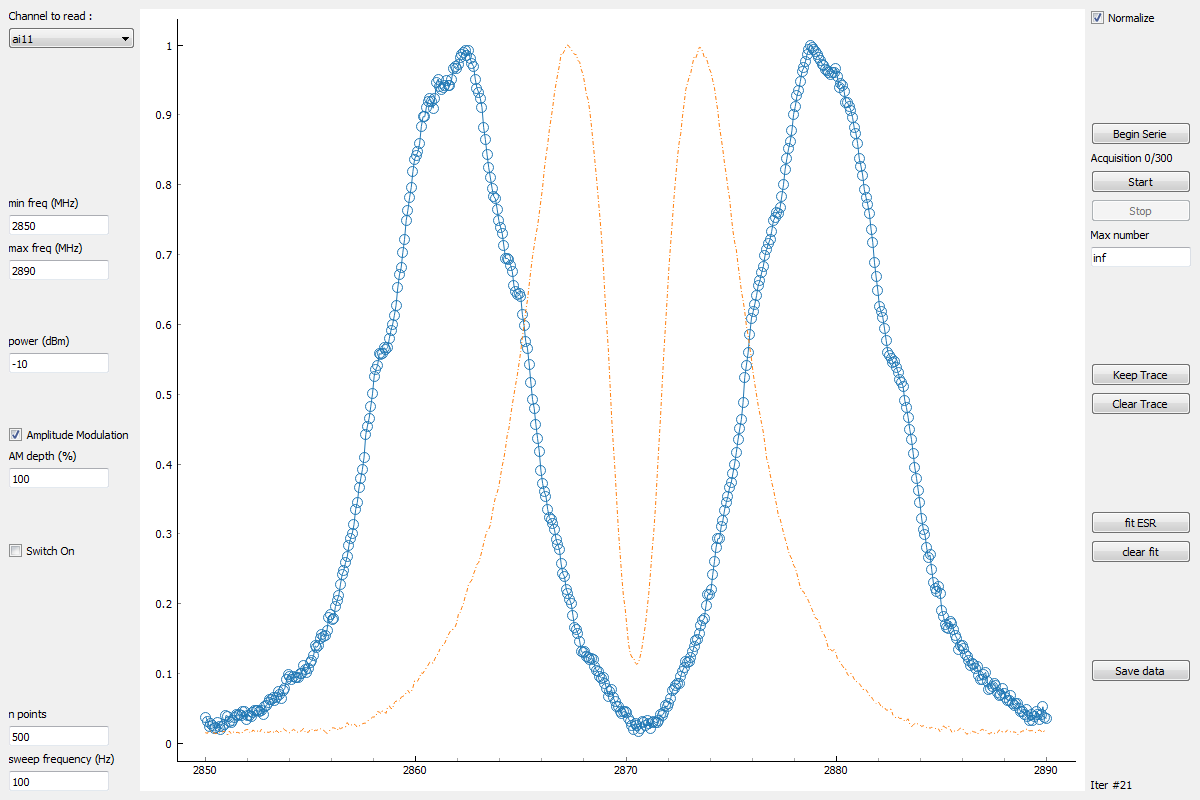 Channel to read :
ai11
min freq (MHz)
2850
max freq (MHz)
2890
power (dBm)
-10
Amplitude Modulation
AM depth (%)
100
Switch On
n points
500
sweep frequency (Hz)
100
1
0.9
0.8
0.7
0.6
0.5
0.4
0.3
0.2
0.1
0
2850
2860
2870
2880
2890
Normalize
Begin Serie
Acquisition 0/300
Start
Stop
Max number
inf
Keep Trace
Clear Trace
fit ESR
clear fit
Save data
Iter #21